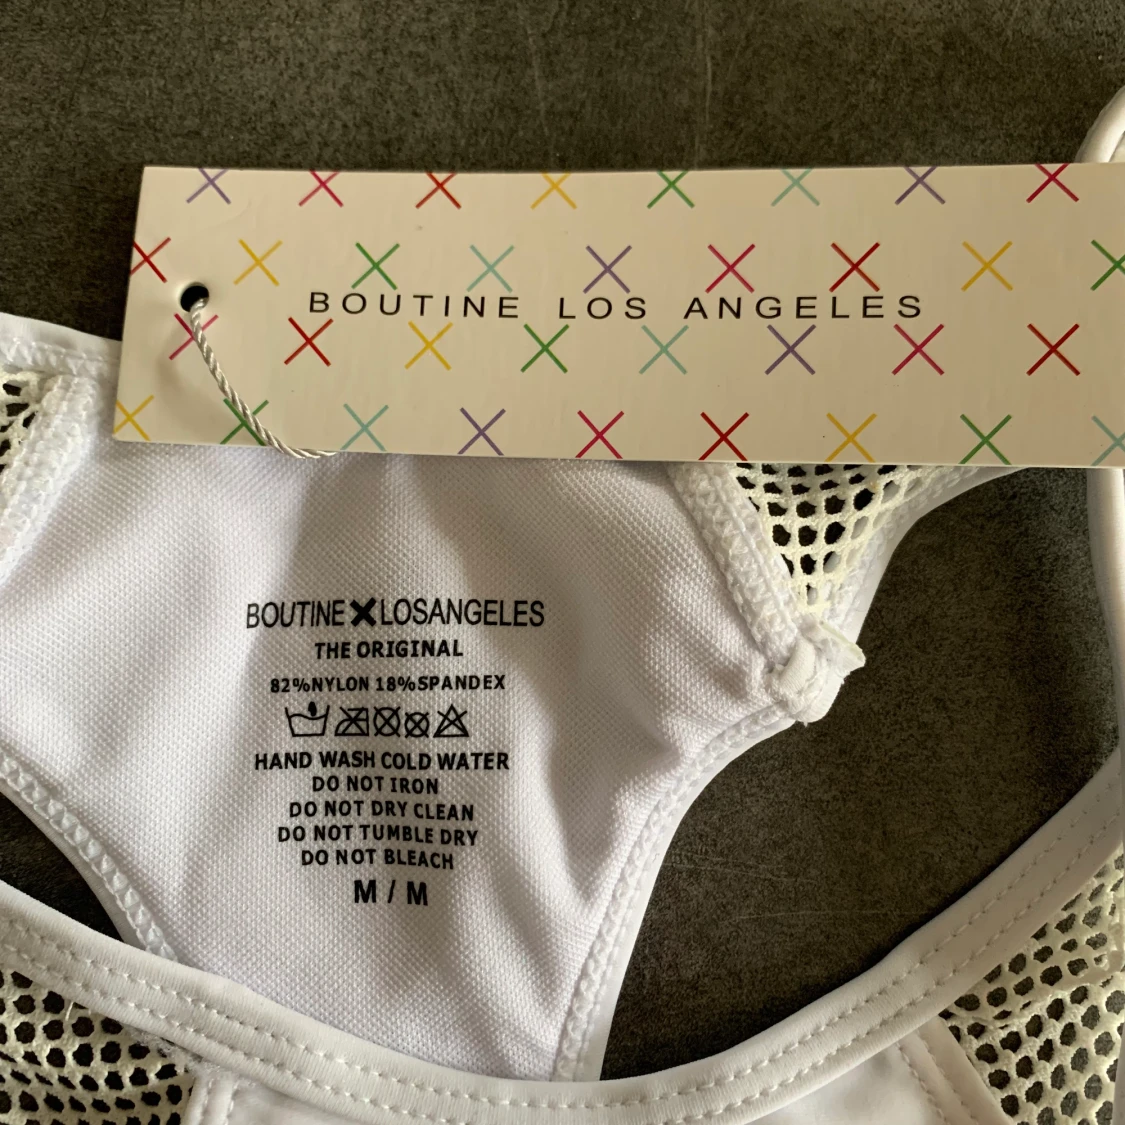 BOUTINE LOS ANGELES
BOUTINE✖LOSANGELES
THE ORIGINAL
82%NYLON 18%SPANDEX
HAND WASH COLD WATER
DO NOT IRON
DO NOT DRY CLEAN
DO NOT TUMBLE DRY
DO NOT BLEACH
M / M